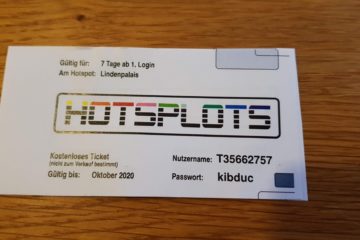 Gültig für: 7 Tage ab 1. Login
Am Hotspot: Lindenpalais
HOTSPLOTS
Kostenloses Ticket
(nicht zum Verkauf bestimmt)
Nutzername: T35662757
Gültig bis: Oktober 2020
Passwort: kibduc